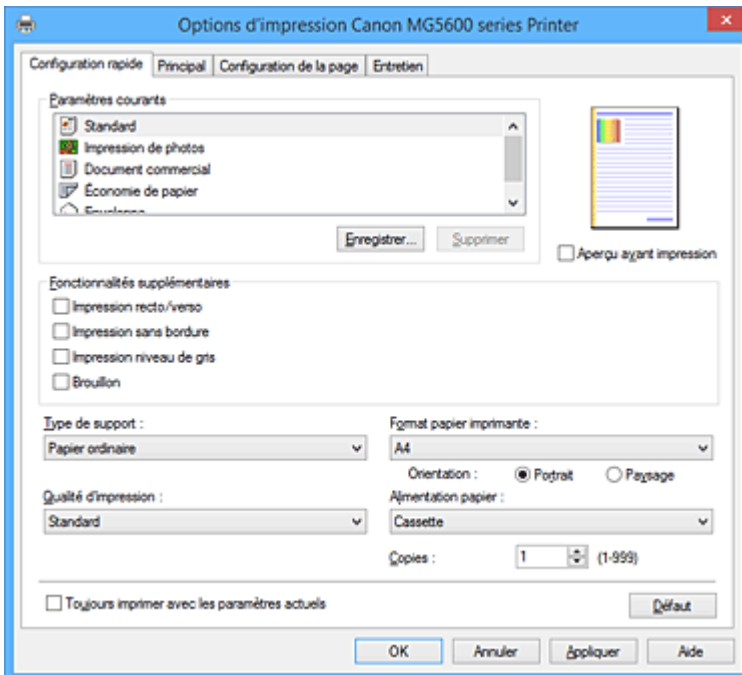 Options d'impression Canon MG5600 series Printer
Configuration rapide Principal Configuration de la page Entretien
Paramètres courants
Standard
Impression de photos
Document commercial
Économie de papier
Enveloppe
Enregistrer... Supprimer
Aperçu avant impression
Fonctionnalités supplémentaires
Impression recto/verso
Impression sans bordure
Impression niveau de gris
Brouillon
Type de support : Format papier imprimante :
Papier ordinaire A4
Orientation : Portrait Paysage
Qualité d'impression : Alimentation papier :
Standard Cassette
Copies : 1 (1-999)
Toujours imprimer avec les paramètres actuels Défaut
OK Annuler Appliquer Aide